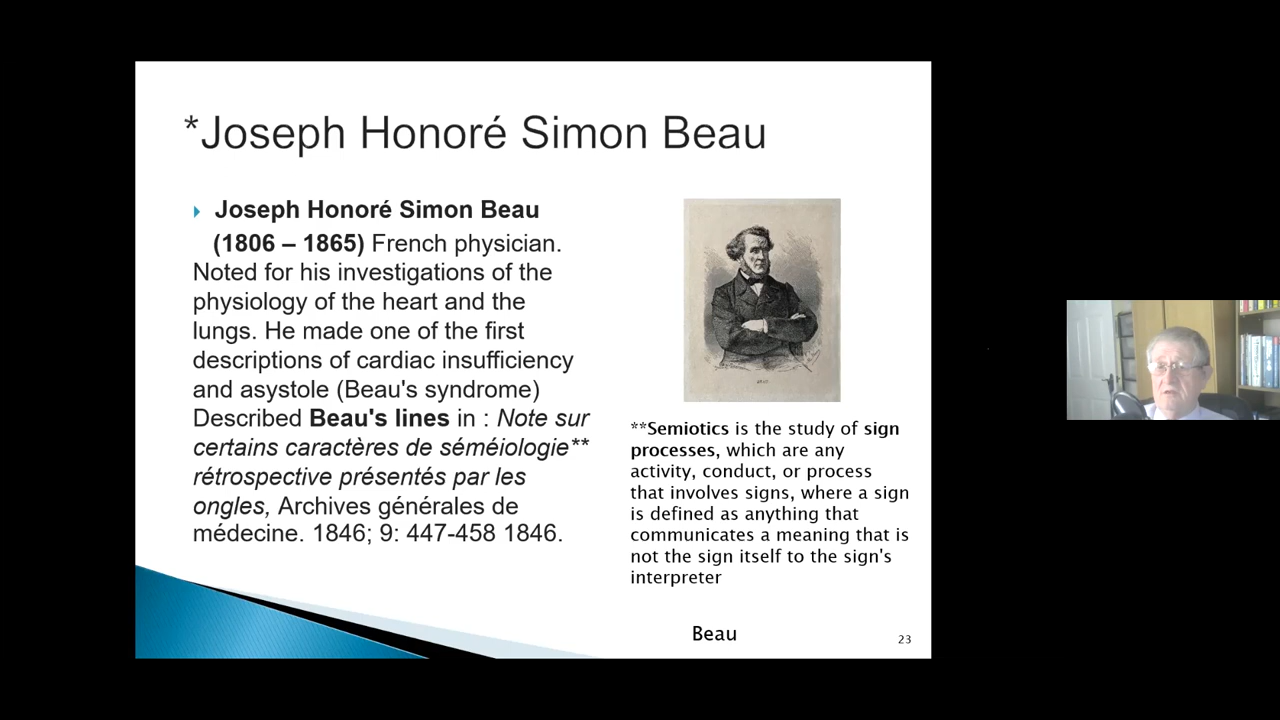 *Joseph Honoré Simon Beau
Joseph Honoré Simon Beau
(1806 – 1865) French physician.
Noted for his investigations of the
physiology of the heart and the
lungs. He made one of the first
descriptions of cardiac insufficiency
and asystole (Beau's syndrome)
Described Beau's lines in : Note sur
certains caractères de séméiologie**
rétrospective présentés par les
ongles, Archives générales de
médecine. 1846; 9: 447-458 1846.
**Semiotics is the study of sign
processes, which are any
activity, conduct, or process
that involves signs, where a sign
is defined as anything that
communicates a meaning that is
not the sign itself to the sign's
interpreter
Beau
23